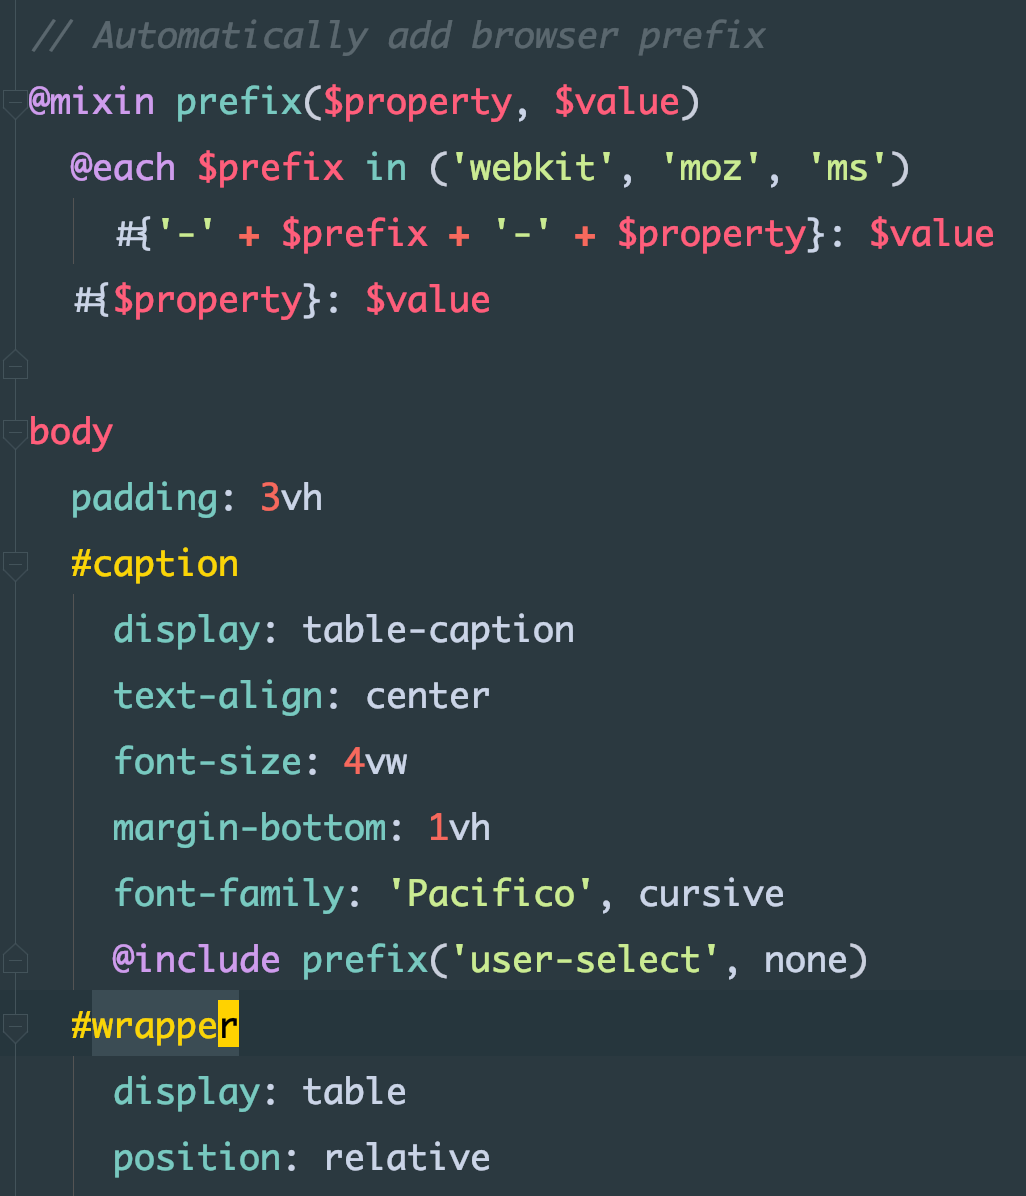 // Automatically add browser prefix
@mixin prefix($property, $value)
@each $prefix in ('webkit', 'moz', 'ms')
#{'-' + $prefix + '-' + $property}: $value
#{$property}: $value
body
padding: 3vh
#caption
display: table-caption
text-align: center
font-size: 4vw
margin-bottom: 1vh
font-family: 'Pacifico', cursive
@include prefix('user-select', none)
#wrapper
display: table
position: relative